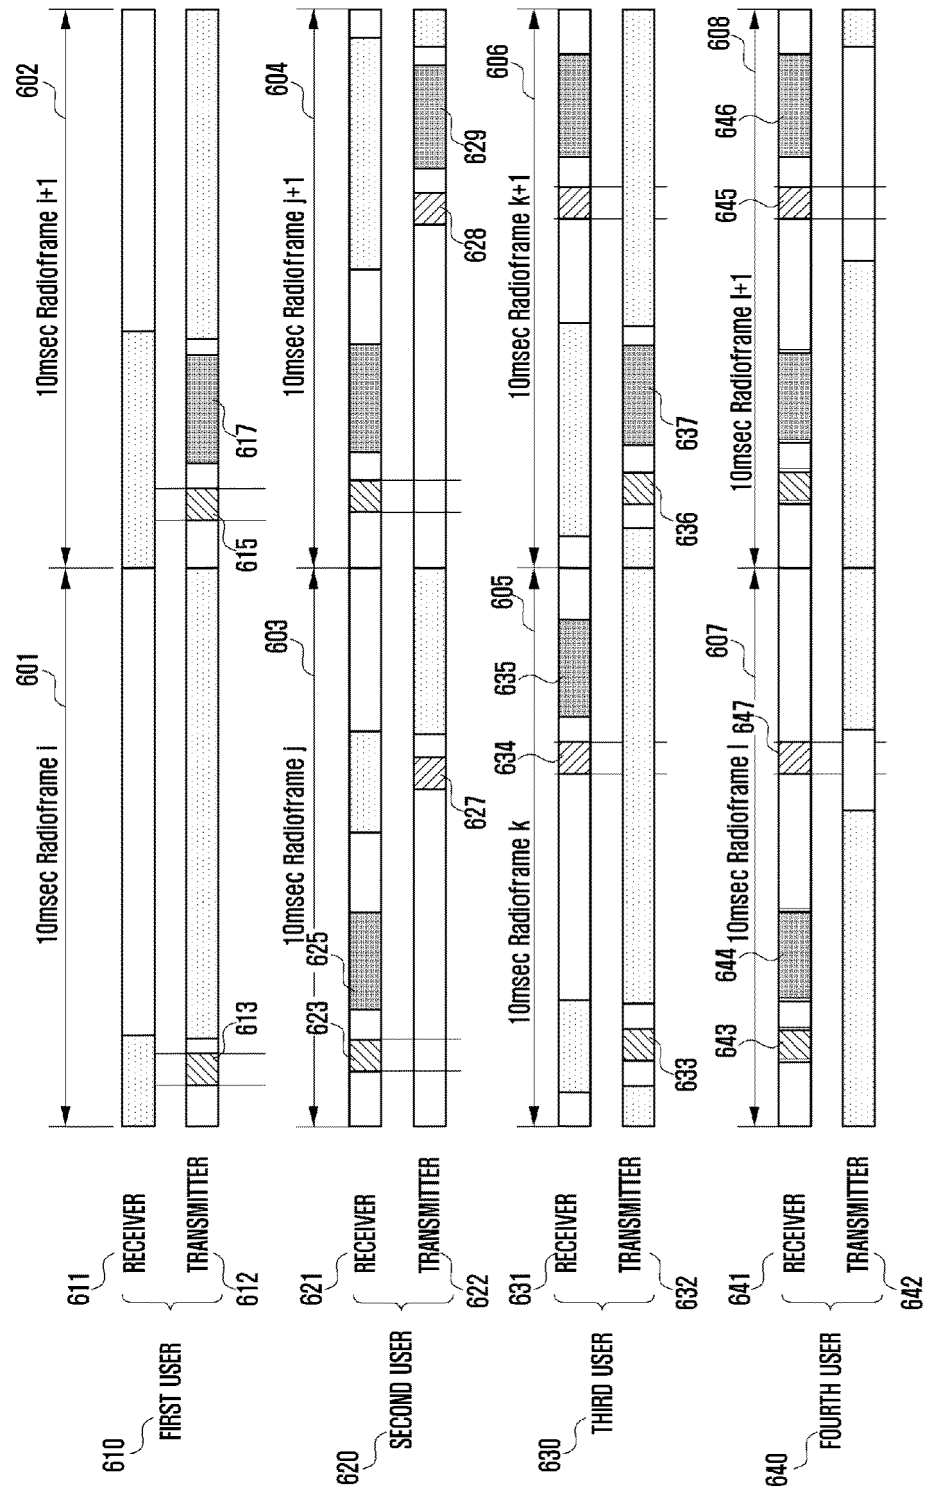 610
FIRST USER
611
RECEIVER
TRANSMITTER
612
601
10msec Radioframe i
602
10msec Radioframe i+1
613
615
617
620
SECOND USER
621
RECEIVER
TRANSMITTER
622
603
10msec Radioframe j
604
10msec Radioframe j+1
623
625
627
628
629
630
THIRD USER
631
RECEIVER
TRANSMITTER
632
605
10msec Radioframe k
606
10msec Radioframe k+1
633
634
635
636
637
640
FOURTH USER
641
RECEIVER
TRANSMITTER
642
607
10msec Radioframe l
608
10msec Radioframe l+1
643
644
647
645
646